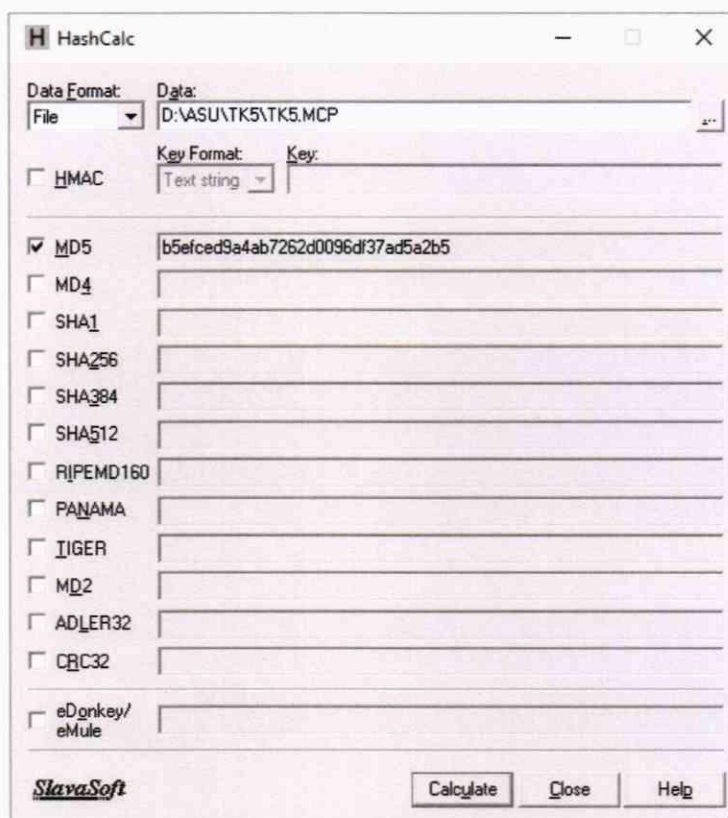 H HashCalc
Data Format: Data:
File D:\ASU\TK5\TK5.MCP ...
Key Format: Key:
HMAC Text string
MD5 b5efced9a4ab7262d0096df37ad5a2b5
MD4
SHA1
SHA256
SHA384
SHA512
RIPEMD160
PANAMA
TIGER
MD2
ADLER32
CRC32
eDonkey/
eMule
SlavaSoft Calculate Close Help